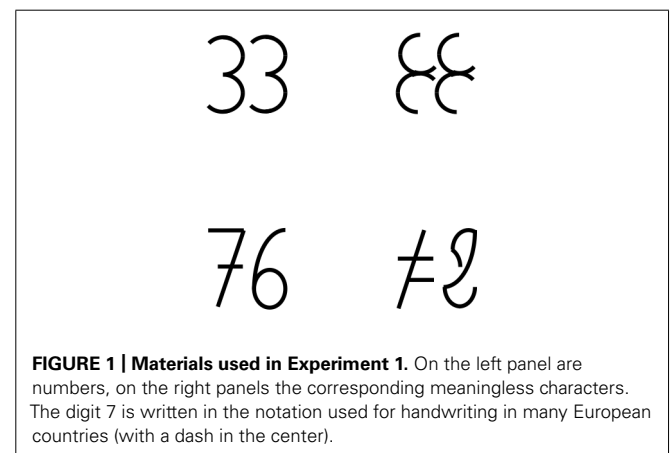 33
76
FIGURE 1 | Materials used in Experiment 1. On the left panel are
numbers, on the right panels the corresponding meaningless characters.
The digit 7 is written in the notation used for handwriting in many European
countries (with a dash in the center).